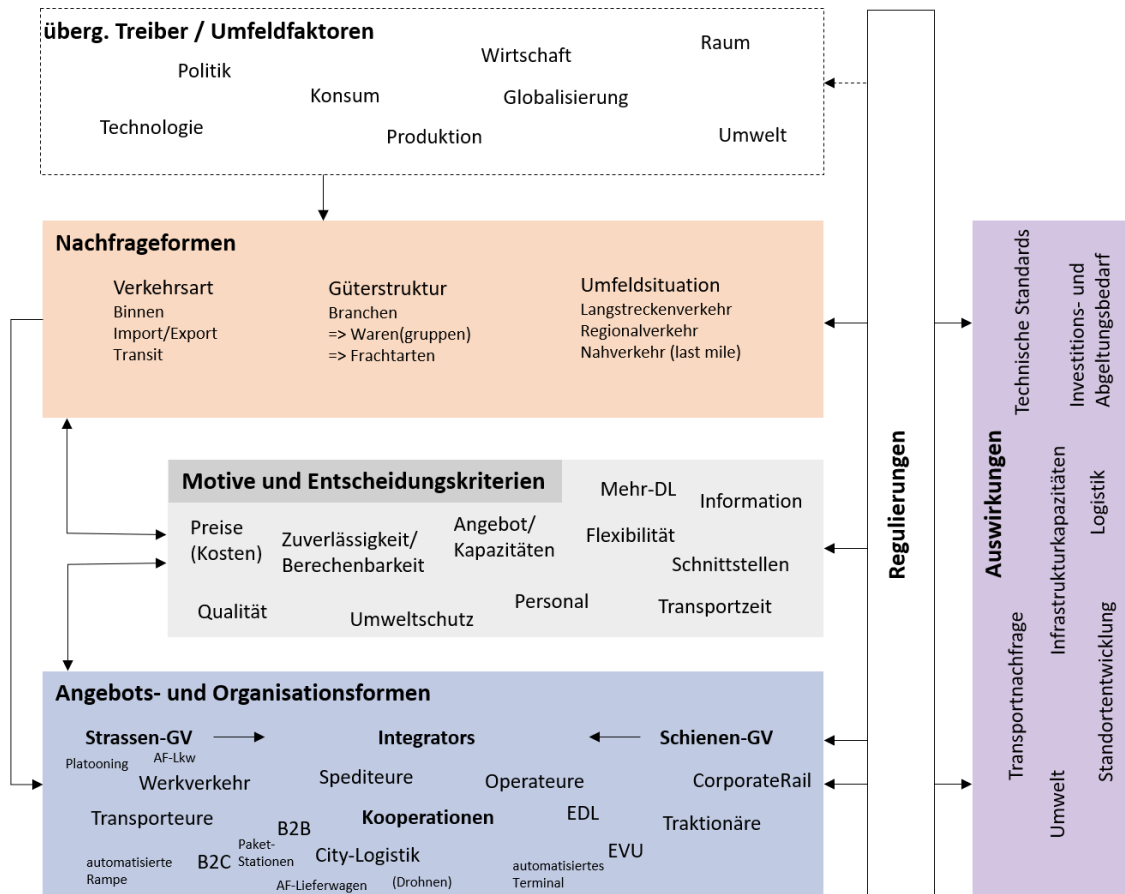 überg. Treiber / Umfeldfaktoren
Politik
Wirtschaft
Raum
Konsum
Globalisierung
Technologie
Produktion
Umwelt
Nachfrageformen
Verkehrsart
Binnen
Import/Export
Transit
Güterstruktur
Branchen
=> Waren(gruppen)
=> Frachtarten
Umfeldsituation
Langstreckenverkehr
Regionalverkehr
Nahverkehr (last mile)
Motive und Entscheidungskriterien
Mehr-DL
Information
Preise
(Kosten)
Zuverlässigkeit/
Berechenbarkeit
Angebot/
Kapazitäten
Flexibilität
Schnittstellen
Qualität
Umweltschutz
Personal
Transportzeit
Angebots- und Organisationsformen
Strassen-GV
Integrators
Schienen-GV
Platooning
AF-Lkw
Werkverkehr
Spediteure
Operateure
CorporateRail
Transporteure
Kooperationen
EDL
Traktionäre
B2B
Paket-
Stationen
B2C
City-Logistik
EVU
automatisierte
Rampe
AF-Lieferwagen
(Drohnen)
automatisiertes
Terminal
Regulierungen
Auswirkungen
Technische Standards
Investitions- und
Abgeltungsbedarf
Infrastrukturkapazitäten
Logistik
Transportnachfrage
Umwelt
Standortentwicklung